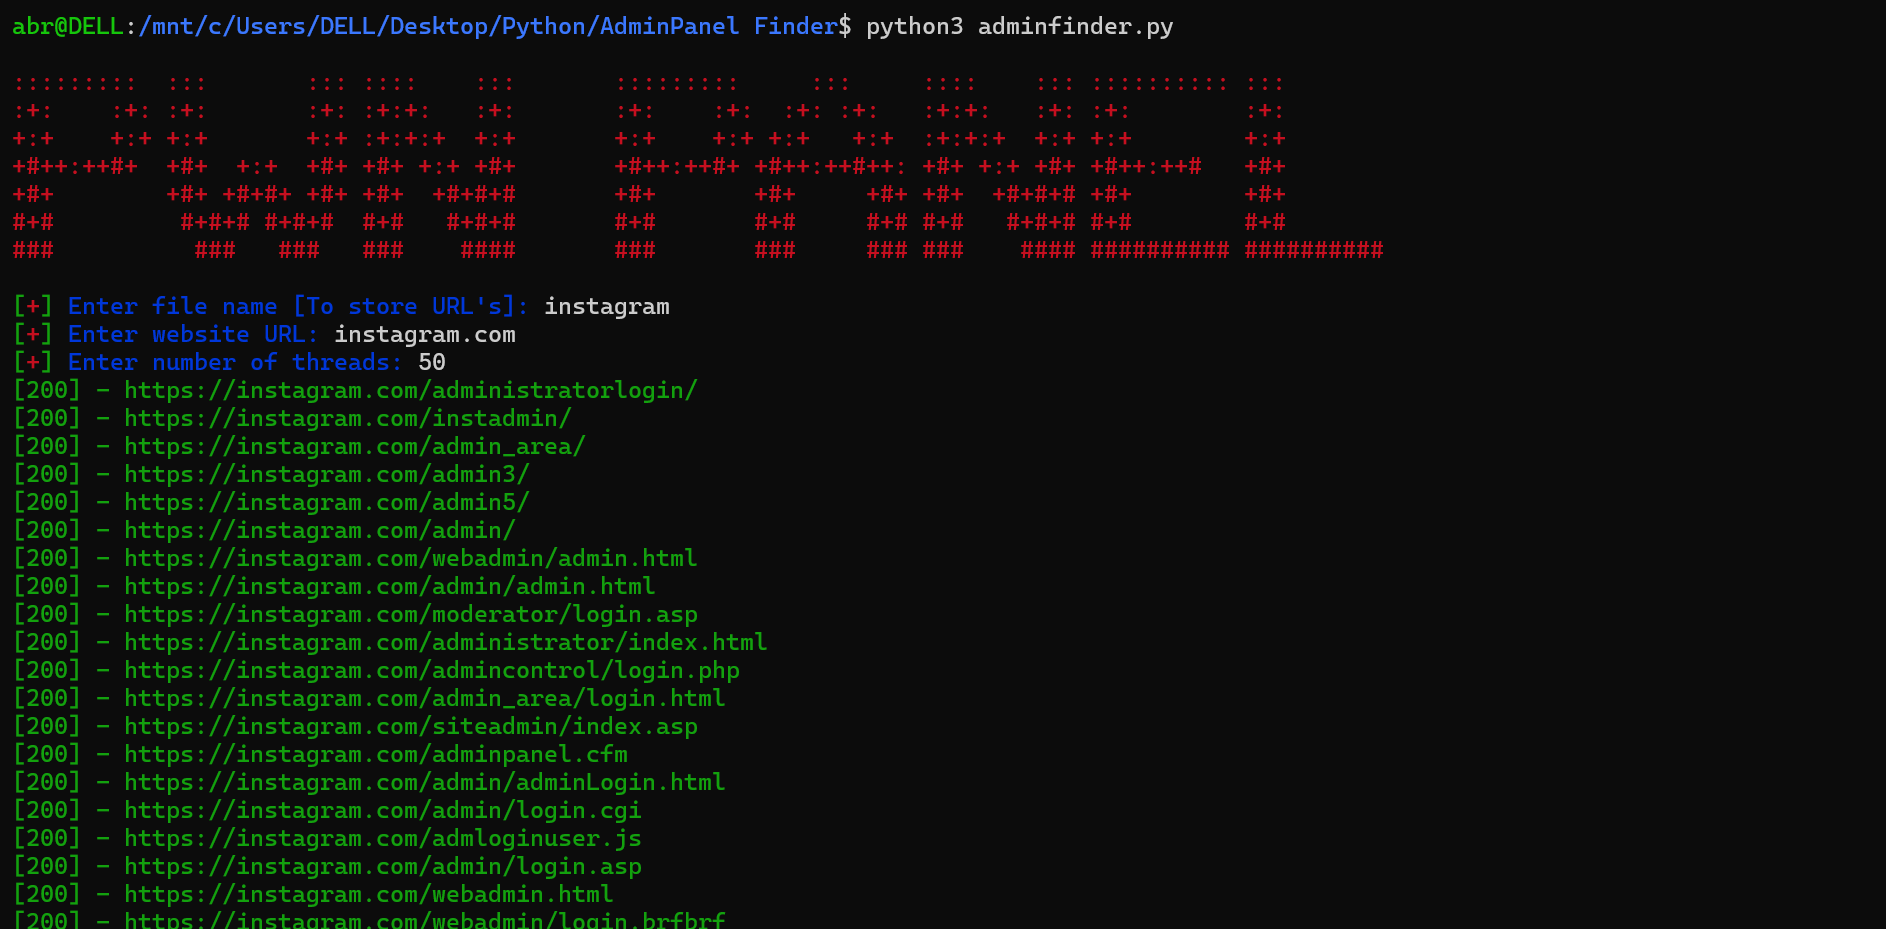 abr@DELL:/mnt/c/Users/DELL/Desktop/Python/AdminPanel Finder$ python3 adminfinder.py
:::::::::  :::       ::: ::::    :::       :::::::::     :::     ::::    ::: :::::::::: :::
:+:    :+: :+:       :+: :+:+:   :+:       :+:    :+:  :+: :+:   :+:+:   :+: :+:        :+:
+:+    +:+ +:+       +:+ :+:+:+  +:+       +:+    +:+ +:+   +:+  :+:+:+  +:+ +:+        +:+
+#++:++#+  +#+  +:+  +#+ +#+ +:+ +#+       +#++:++#+ +#++:++#++: +#+ +:+ +#+ +#++:++#   +#+
+#+        +#+ +#+#+ +#+ +#+  +#+#+#       +#+       +#+     +#+ +#+  +#+#+# +#+        +#+
#+#         #+#+# #+#+#  #+#   #+#+#       #+#       #+#     #+# #+#   #+#+# #+#        #+#
###          ###   ###   ###    ####       ###       ###     ### ###    #### ########## ##########
[+] Enter file name [To store URL's]: instagram
[+] Enter website URL: instagram.com
[+] Enter number of threads: 50
[200] - https://instagram.com/administratorlogin/
[200] - https://instagram.com/instadmin/
[200] - https://instagram.com/admin_area/
[200] - https://instagram.com/admin3/
[200] - https://instagram.com/admin5/
[200] - https://instagram.com/admin/
[200] - https://instagram.com/webadmin/admin.html
[200] - https://instagram.com/admin/admin.html
[200] - https://instagram.com/moderator/login.asp
[200] - https://instagram.com/administrator/index.html
[200] - https://instagram.com/admincontrol/login.php
[200] - https://instagram.com/admin_area/login.html
[200] - https://instagram.com/siteadmin/index.asp
[200] - https://instagram.com/adminpanel.cfm
[200] - https://instagram.com/admin/adminLogin.html
[200] - https://instagram.com/admin/login.cgi
[200] - https://instagram.com/admloginuser.js
[200] - https://instagram.com/admin/login.asp
[200] - https://instagram.com/webadmin.html
[200] - https://instagram.com/webadmin/login.brfbrf